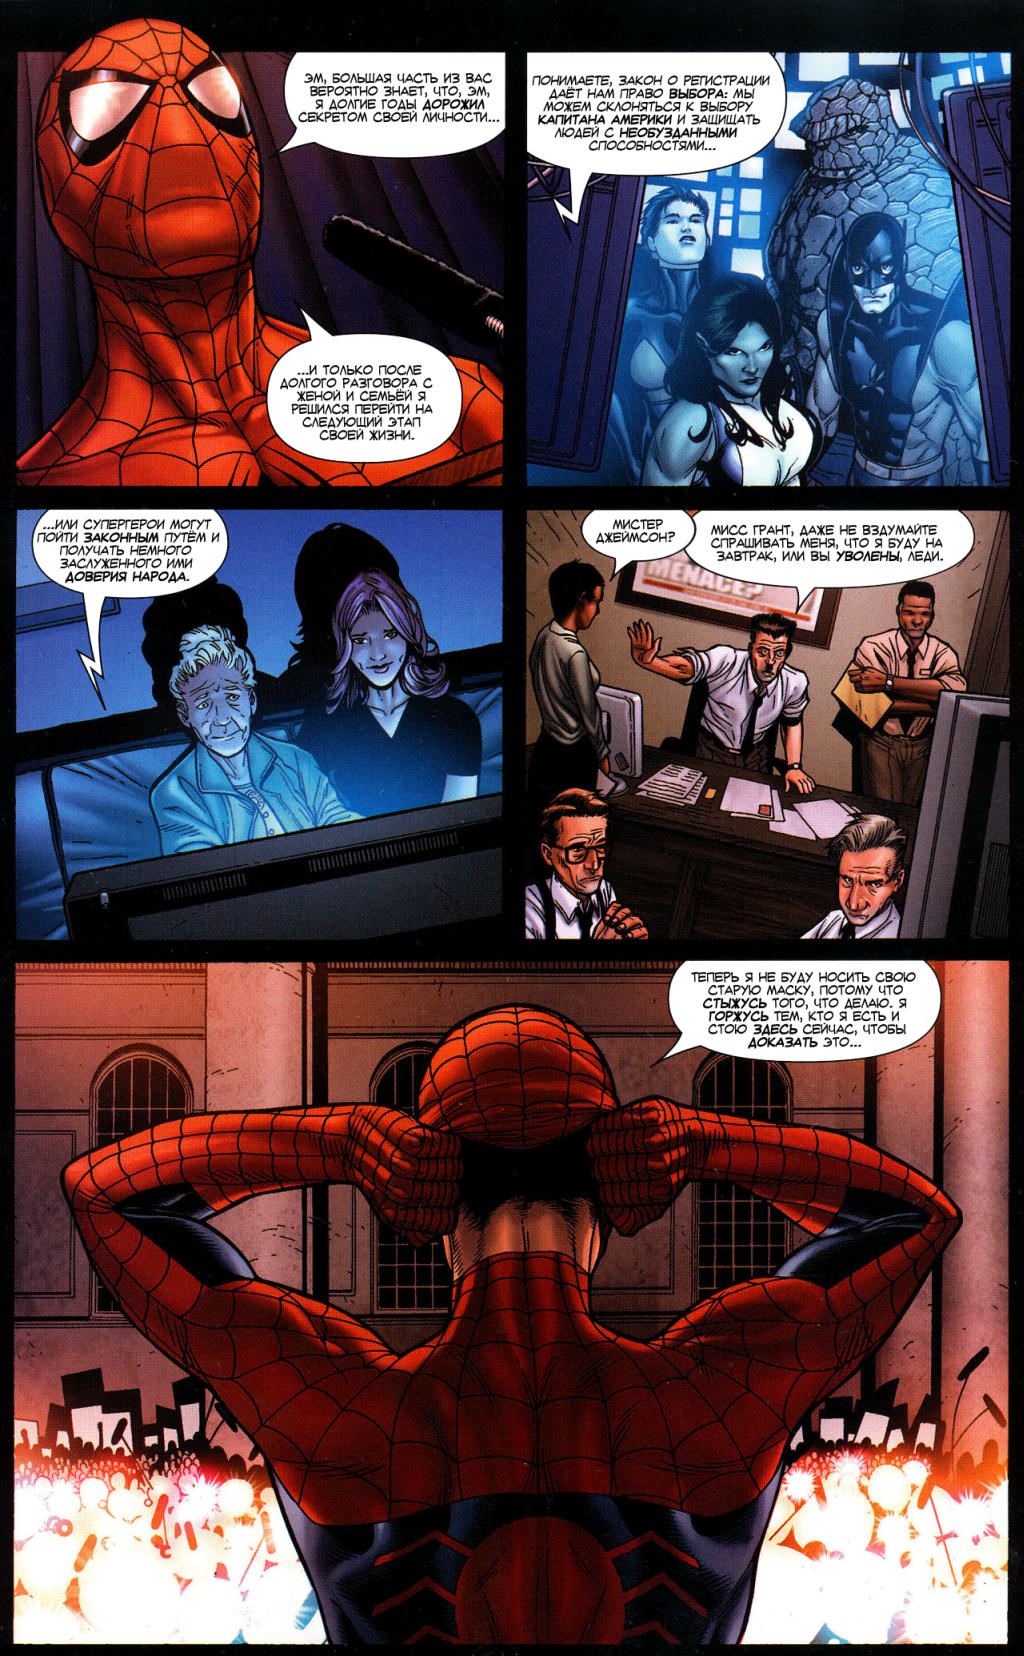 ЭМ, БОЛЬШАЯ ЧАСТЬ ИЗ ВАС
ВЕРОЯТНО ЗНАЕТ, ЧТО, ЭМ,
Я ДОЛГИЕ ГОДЫ ДОРОЖИЛ
СЕКРЕТОМ СВОЕЙ ЛИЧНОСТИ...
...И ТОЛЬКО ПОСЛЕ
ДОЛГОГО РАЗГОВОРА С
ЖЕНОЙ И СЕМЬЁЙ Я
РЕШИЛСЯ ПЕРЕЙТИ НА
СЛЕДУЮЩИЙ ЭТАП
СВОЕЙ ЖИЗНИ.
ПОНИМАЕТЕ, ЗАКОН О РЕГИСТРАЦИИ
ДАЁТ НАМ ПРАВО ВЫБОРА: МЫ
МОЖЕМ СКЛОНЯТЬСЯ К ВЫБОРУ
КАПИТАНА АМЕРИКИ И ЗАЩИЩАТЬ
ЛЮДЕЙ С НЕОБУЗДАННЫМИ
СПОСОБНОСТЯМИ...
...ИЛИ СУПЕРГЕРОИ МОГУТ
ПОЙТИ ЗАКОННЫМ ПУТЁМ И
ПОЛУЧАТЬ НЕМНОГО
ЗАСЛУЖЕННОГО ИМИ
ДОВЕРИЯ НАРОДА.
МИСТЕР
ДЖЕЙМСОН?
МИСС ГРАНТ, ДАЖЕ НЕ ВЗДУМАЙТЕ
СПРАШИВАТЬ МЕНЯ, ЧТО Я БУДУ НА
ЗАВТРАК, ИЛИ ВЫ УВОЛЕНЫ, ЛЕДИ.
MENACE?
ТЕПЕРЬ Я НЕ БУДУ НОСИТЬ СВОЮ
СТАРУЮ МАСКУ, ПОТОМУ ЧТО
СТЫЖУСЬ ТОГО, ЧТО ДЕЛАЮ. Я
ГОРЖУСЬ ТЕМ, КТО Я ЕСТЬ И
СТОЮ ЗДЕСЬ СЕЙЧАС, ЧТОБЫ
ДОКАЗАТЬ ЭТО...